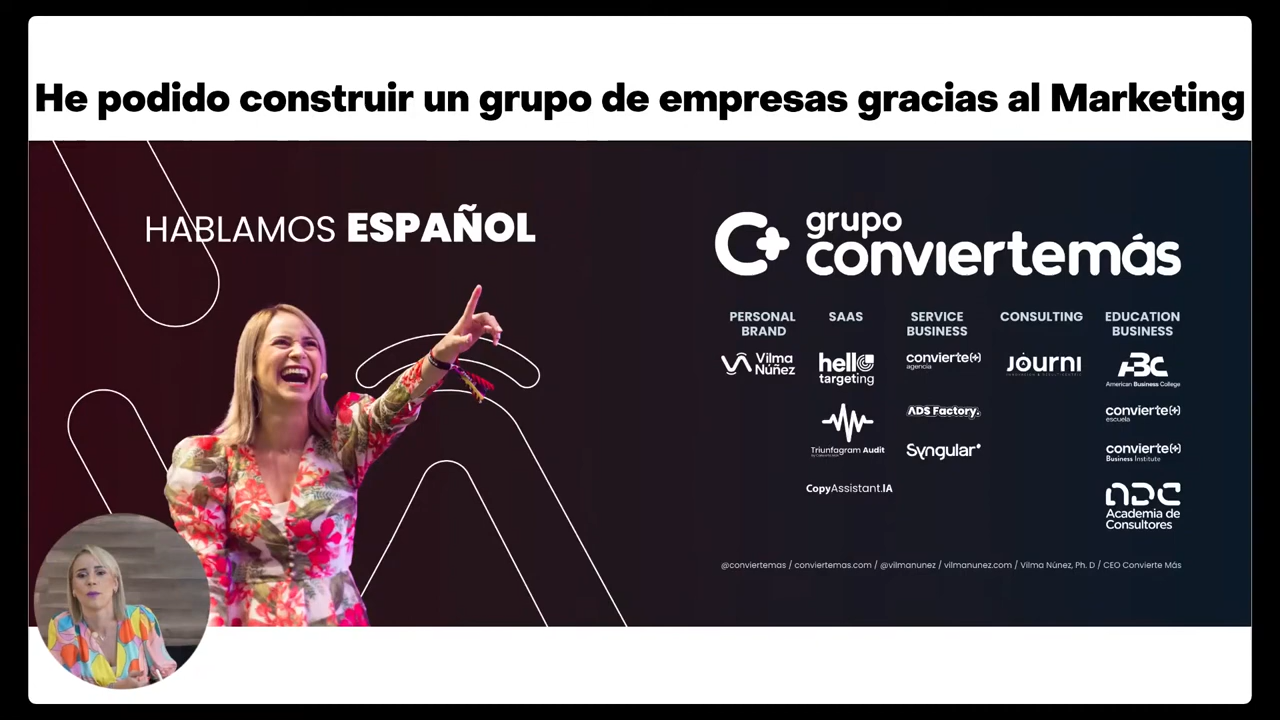 He podido construir un grupo de empresas gracias al Marketing
HABLAMOS ESPAÑOL
grupo
conviertemás
PERSONAL
BRAND
SAAS
SERVICE
BUSINESS
CONSULTING
EDUCATION
BUSINESS
Vilma
Núñez
hello
targeting
convierte(+)
agencia
JOURNI
ABC
American Business College
Triunfagram Audit
ADS Factory.
convierte(+)
escuela
Syngular
convierte(+)
Business Institute
CopyAssistant.IA
ADC
Academia de
Consultores
@conviertemas / conviertemas.com / @vilmanunez / vilmanunez.com / Vilma Núñez, Ph. D / CEO Convierte Más